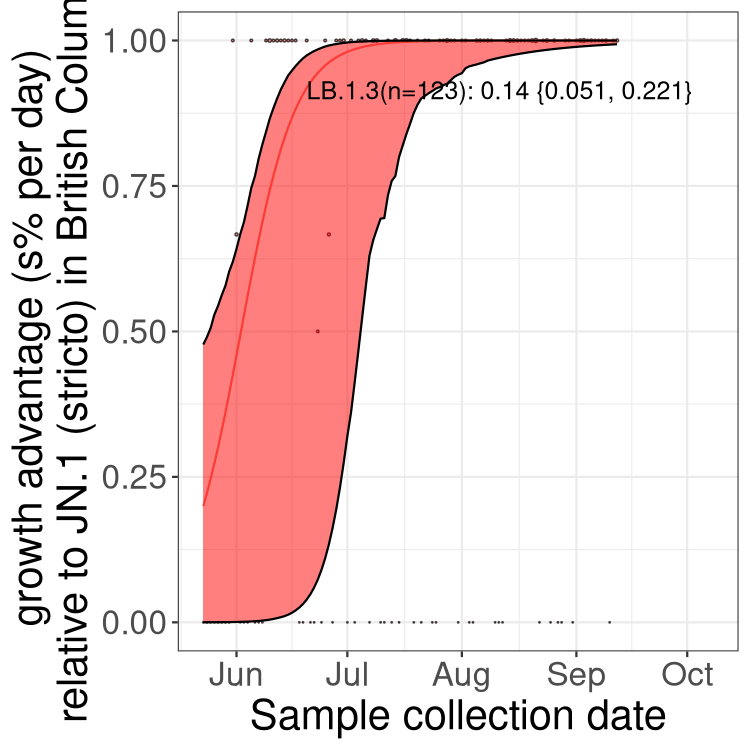 growth advantage (s% per day)
relative to JN.1 (stricto) in British Colum
1.00
0.75
0.50
0.25
0.00
LB.1.3(n=123): 0.14 {0.051, 0.221}
Jun Jul Aug Sep Oct
Sample collection date